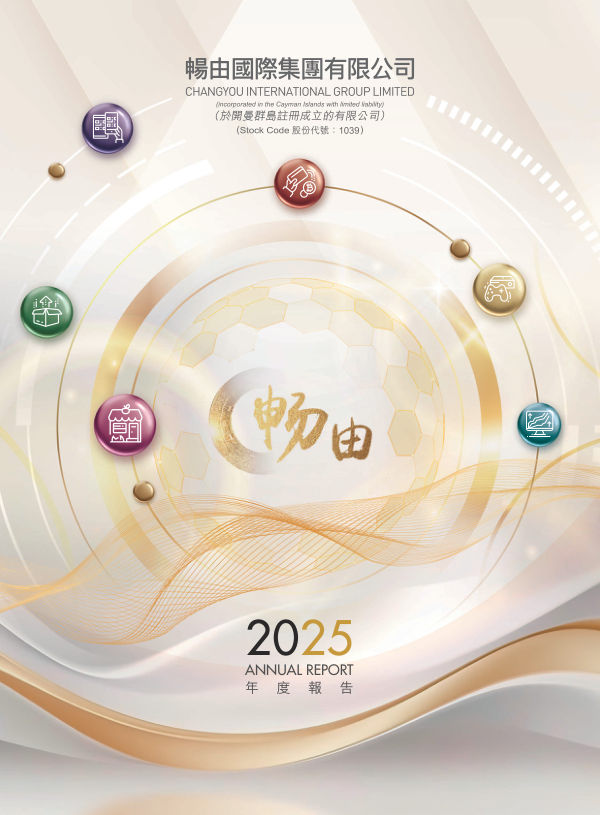 暢由國際集團有限公司
CHANGYOU INTERNATIONAL GROUP LIMITED
(incorporated in the Cayman Islands with limited liability)
(於開曼群島註冊成立的有限公司)
(Stock Code 股份代號：1039)
畅由
2025
ANNUAL REPORT
年度報告